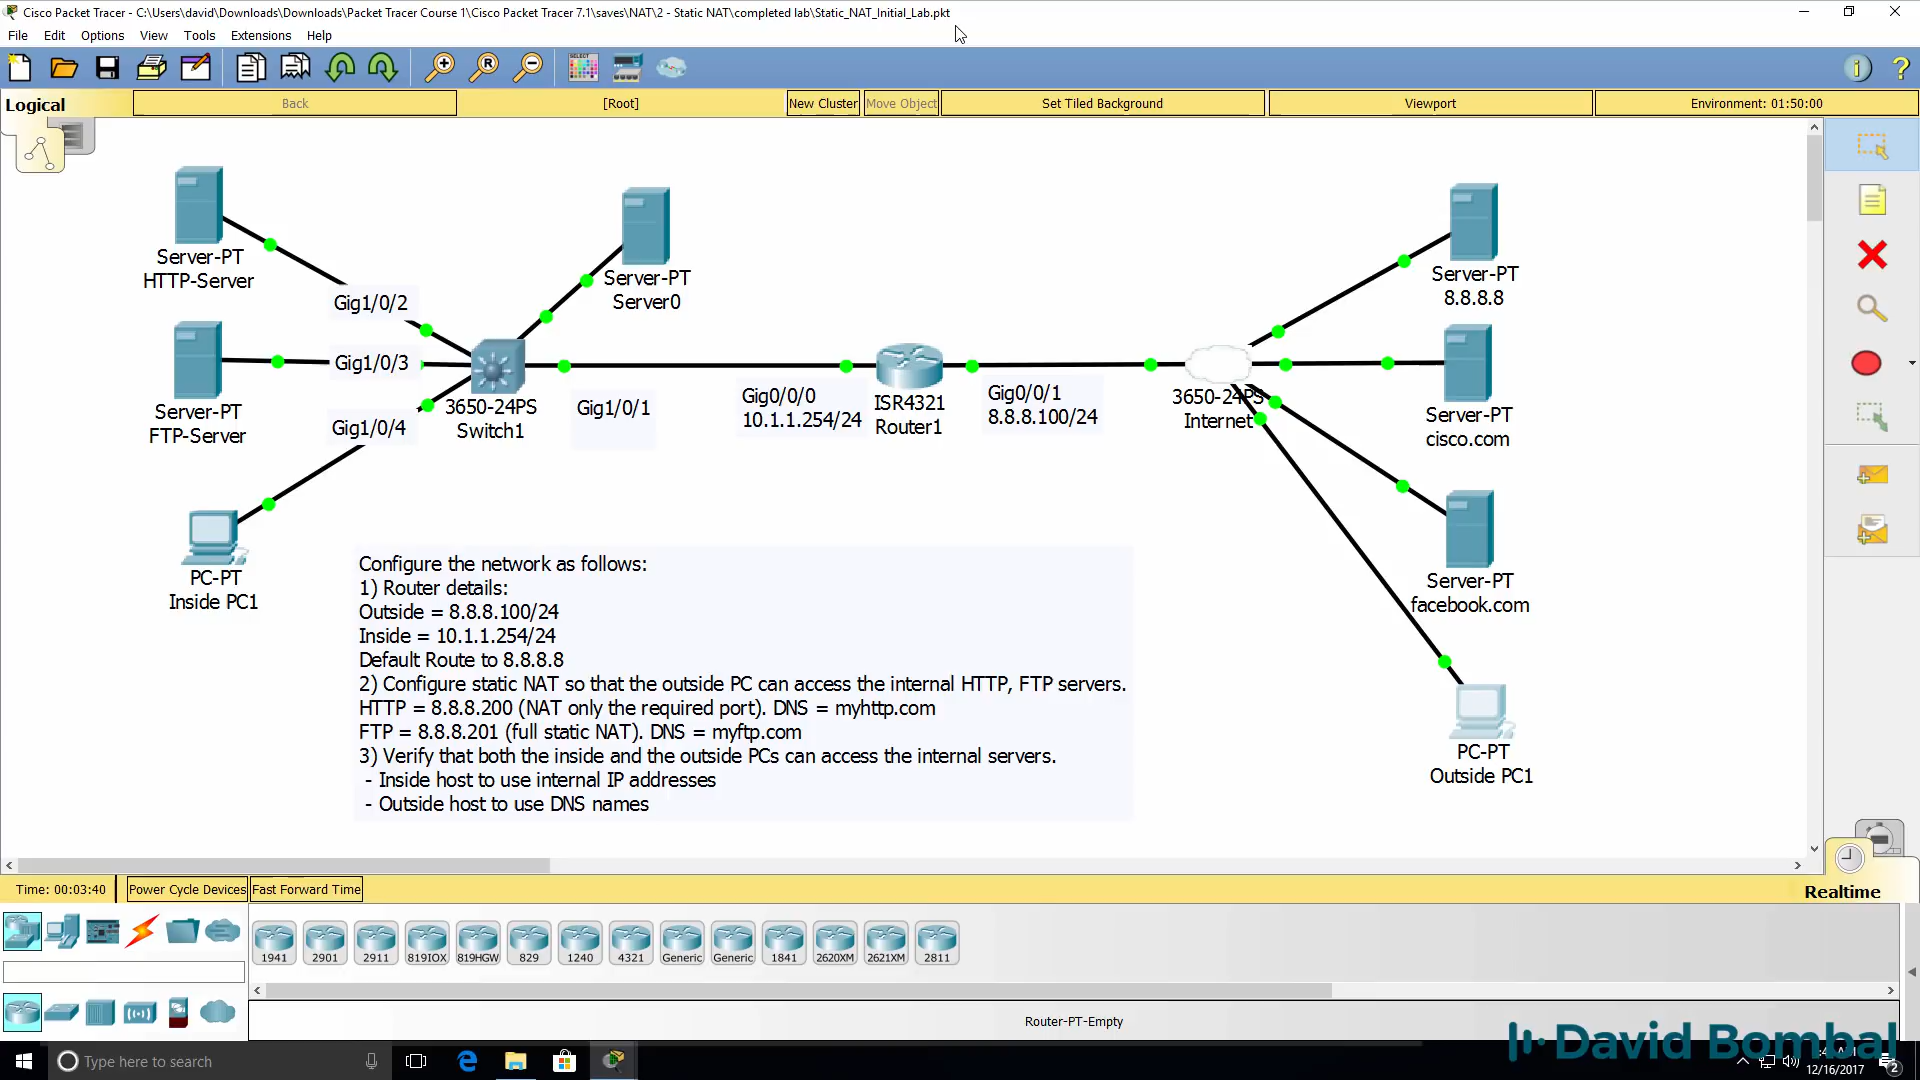 Cisco Packet Tracer - C:\Users\david\Downloads\Downloads\Packet Tracer Course 1\Cisco Packet Tracer 7.1\saves\NAT\2 - Static NAT\completed lab\Static_NAT_Initial_Lab.pkt
File Edit Options View Tools Extensions Help
Logical Back [Root] New Cluster Move Object Set Tiled Background Viewport Environment: 01:50:00
Server-PT
HTTP-Server
Server-PT
Server0
Server-PT
8.8.8.8
Gig1/0/2
Gig1/0/3
Gig1/0/4
Server-PT
FTP-Server
3650-24PS
Switch1
Gig1/0/1
Gig0/0/0
10.1.1.254/24
ISR4321
Router1
Gig0/0/1
8.8.8.100/24
3650-24PS
Internet
Server-PT
cisco.com
PC-PT
Inside PC1
Server-PT
facebook.com
PC-PT
Outside PC1
Configure the network as follows:
1) Router details:
Outside = 8.8.8.100/24
Inside = 10.1.1.254/24
Default Route to 8.8.8.8
2) Configure static NAT so that the outside PC can access the internal HTTP, FTP servers.
HTTP = 8.8.8.200 (NAT only the required port). DNS = myhttp.com
FTP = 8.8.8.201 (full static NAT). DNS = myftp.com
3) Verify that both the inside and the outside PCs can access the internal servers.
- Inside host to use internal IP addresses
- Outside host to use DNS names
Time: 00:03:40 Power Cycle Devices Fast Forward Time Realtime
1941 2901 2911 819IOX 819HGW 829 1240 4321 Generic Generic 1841 2620XM 2621XM 2811
Router-PT-Empty
David Bombal
Type here to search
12/16/2017
2